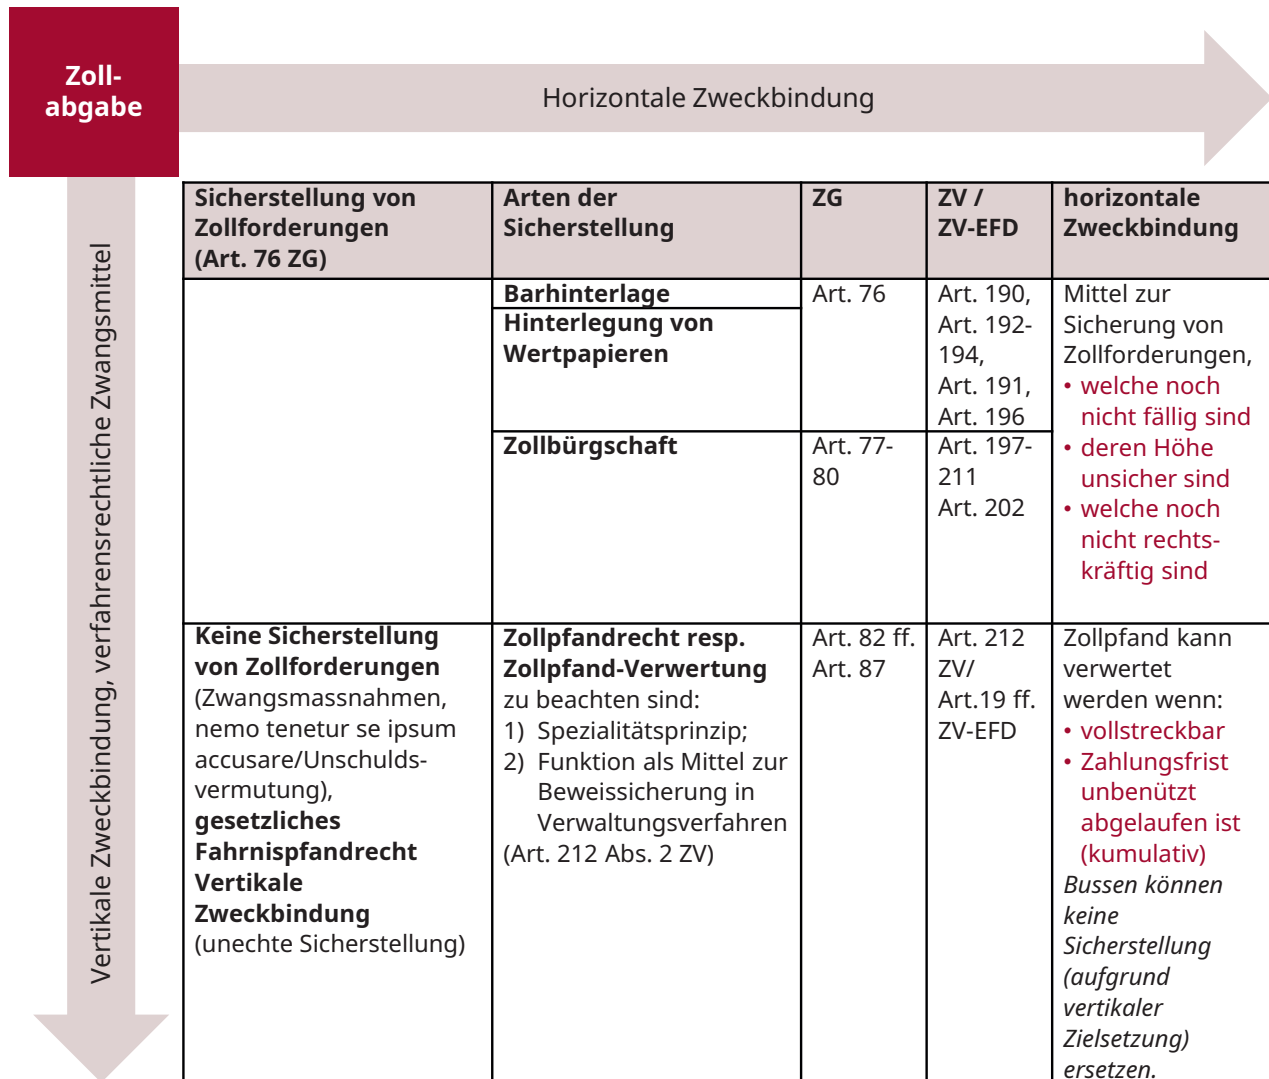 Zoll-
abgabe
Horizontale Zweckbindung
Vertikale Zweckbindung, verfahrensrechtliche Zwangsmittel
Sicherstellung von
Zollforderungen
(Art. 76 ZG)
Arten der
Sicherstellung
ZG
ZV /
ZV-EFD
horizontale
Zweckbindung
Barhinterlage
Hinterlegung von
Wertpapieren
Art. 76
Art. 190,
Art. 192-
194,
Art. 191,
Art. 196
Mittel zur
Sicherung von
Zollforderungen,
• welche noch
nicht fällig sind
• deren Höhe
unsicher sind
• welche noch
nicht rechts-
kräftig sind
Zollbürgschaft
Art. 77-
80
Art. 197-
211
Art. 202
Keine Sicherstellung
von Zollforderungen
(Zwangsmassnahmen,
nemo tenetur se ipsum
accusare/Unschulds-
vermutung),
gesetzliches
Fahrnispfandrecht
Vertikale
Zweckbindung
(unechte Sicherstellung)
Zollpfandrecht resp.
Zollpfand-Verwertung
zu beachten sind:
1) Spezialitätsprinzip;
2) Funktion als Mittel zur
Beweissicherung in
Verwaltungsverfahren
(Art. 212 Abs. 2 ZV)
Art. 82 ff.
Art. 87
Art. 212
ZV/
Art.19 ff.
ZV-EFD
Zollpfand kann
verwertet
werden wenn:
• vollstreckbar
• Zahlungsfrist
unbenützt
abgelaufen ist
(kumulativ)
Bussen können
keine
Sicherstellung
(aufgrund
vertikaler
Zielsetzung)
ersetzen.